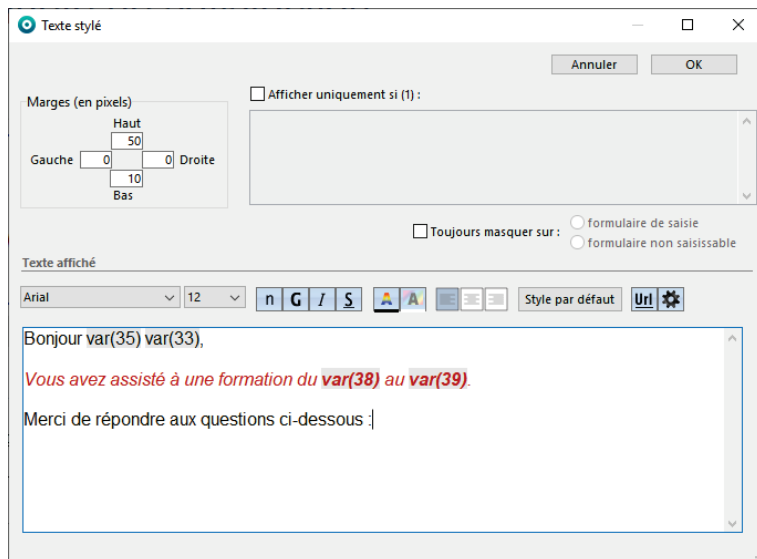 Texte stylé
Annuler
OK
Marges (en pixels)
Haut
50
Gauche 0 0 Droite
10
Bas
Afficher uniquement si (1) :
Toujours masquer sur :
formulaire de saisie
formulaire non saisissable
Texte affiché
Arial 12 n G I S A A Style par défaut Url
Bonjour var(35) var(33),
Vous avez assisté à une formation du var(38) au var(39).
Merci de répondre aux questions ci-dessous :